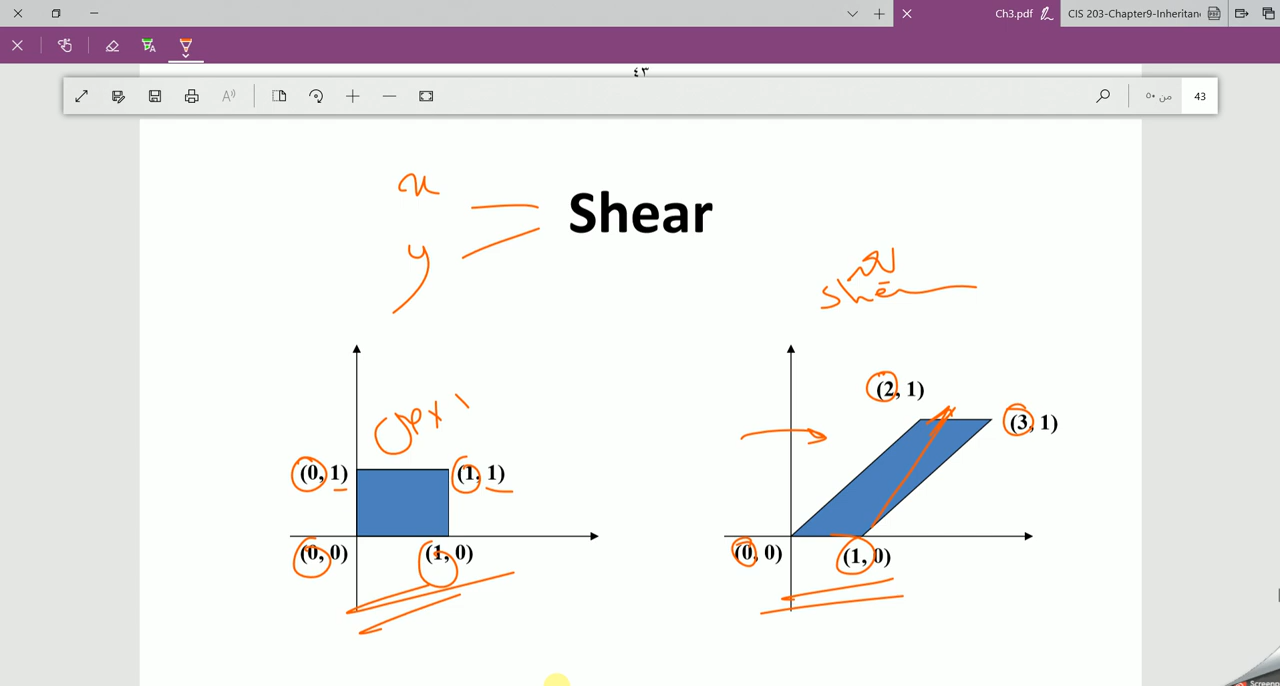 Ch3.pdf
CIS 203-Chapter9-Inheritan
٤٣
من ٥٠
43
x
y
Shear
x
she
(2, 1)
(3, 1)
(0, 1)
(1, 1)
(0, 0)
(1, 0)
(0, 0)
(1, 0)